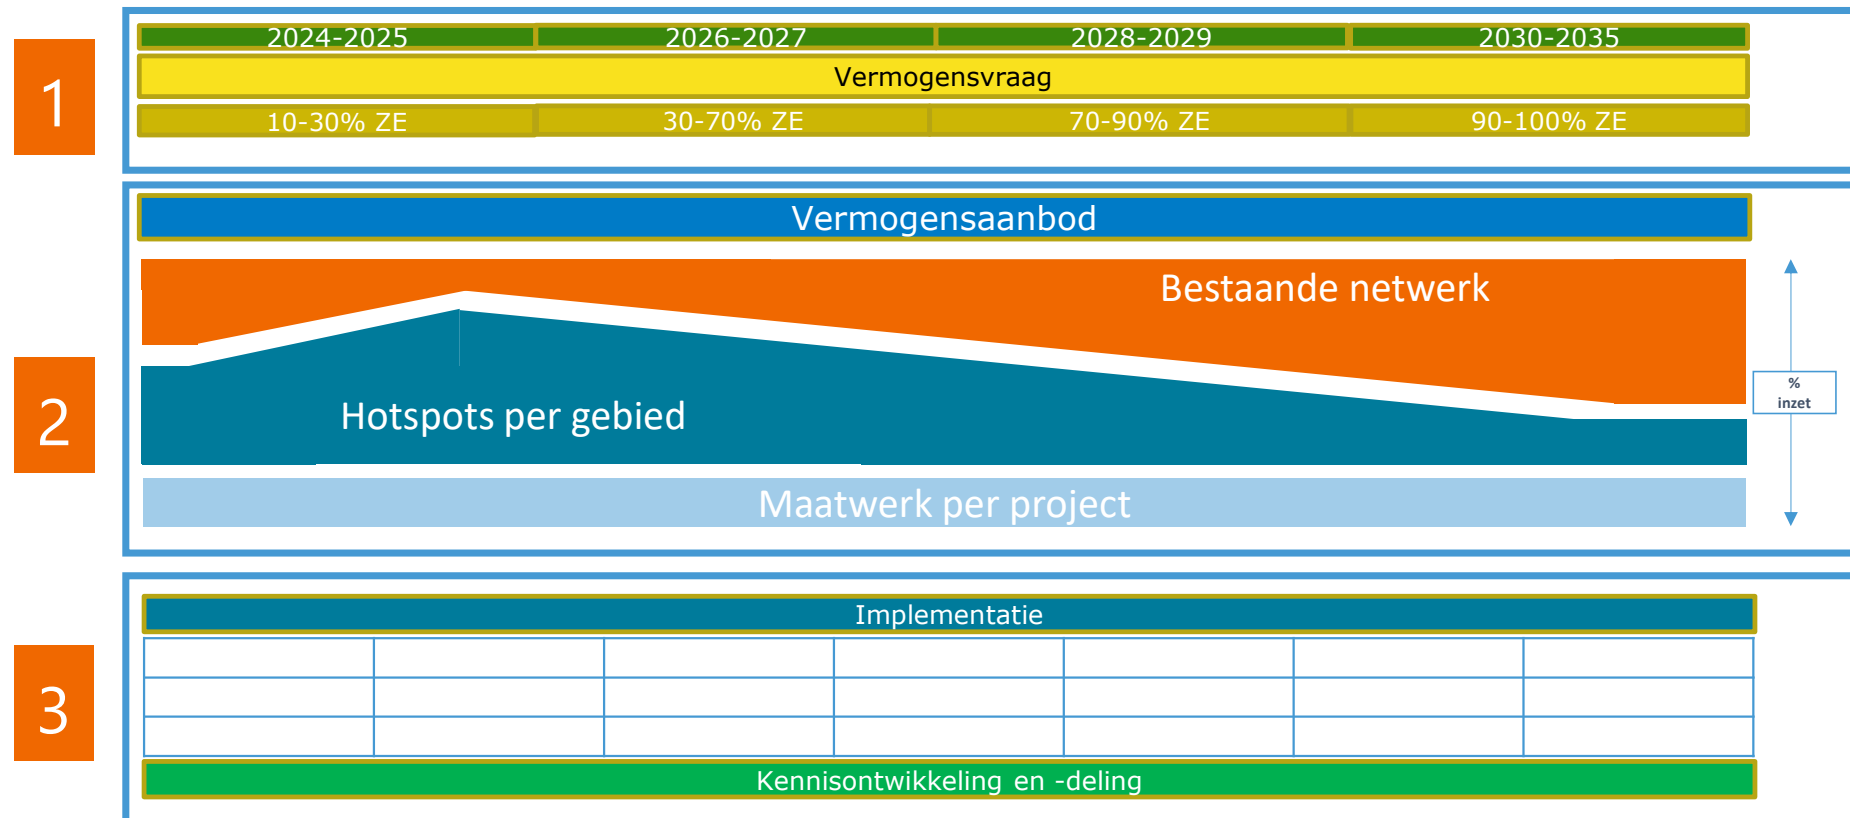 1
2024-2025 2026-2027 2028-2029 2030-2035
Vermogensvraag
10-30% ZE 30-70% ZE 70-90% ZE 90-100% ZE
2
Vermogensaanbod
Bestaande netwerk
Hotspots per gebied
Maatwerk per project
%
inzet
3
Implementatie
Kennisontwikkeling en -deling